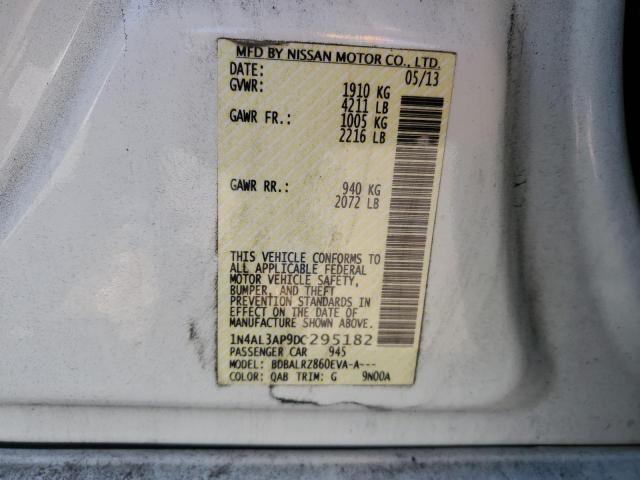 MFD BY NISSAN MOTOR CO., LTD.
DATE: 05/13
GVWR: 1910 KG
4211 LB
GAWR FR.: 1005 KG
2216 LB
GAWR RR.: 940 KG
2072 LB
THIS VEHICLE CONFORMS TO
ALL APPLICABLE FEDERAL
MOTOR VEHICLE SAFETY,
BUMPER, AND THEFT
PREVENTION STANDARDS IN
EFFECT ON THE DATE OF
MANUFACTURE SHOWN ABOVE.
1N4AL3AP9DC295182
PASSENGER CAR 945
MODEL: BDBALRZ860EVA-A---
COLOR: QAB TRIM: G 9N00A